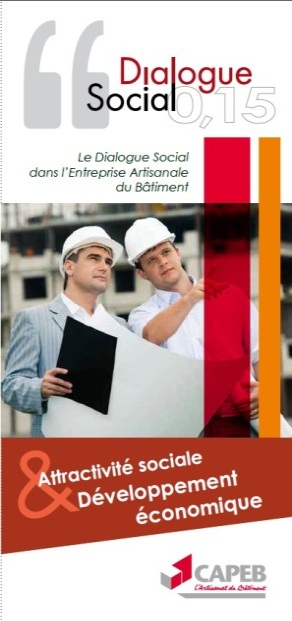 Dialogue
Social 0,15
Le Dialogue Social
dans l'Entreprise Artisanale
du Bâtiment
& Attractivité sociale
Développement
économique
CAPEB
L'Artisanat du Bâtiment